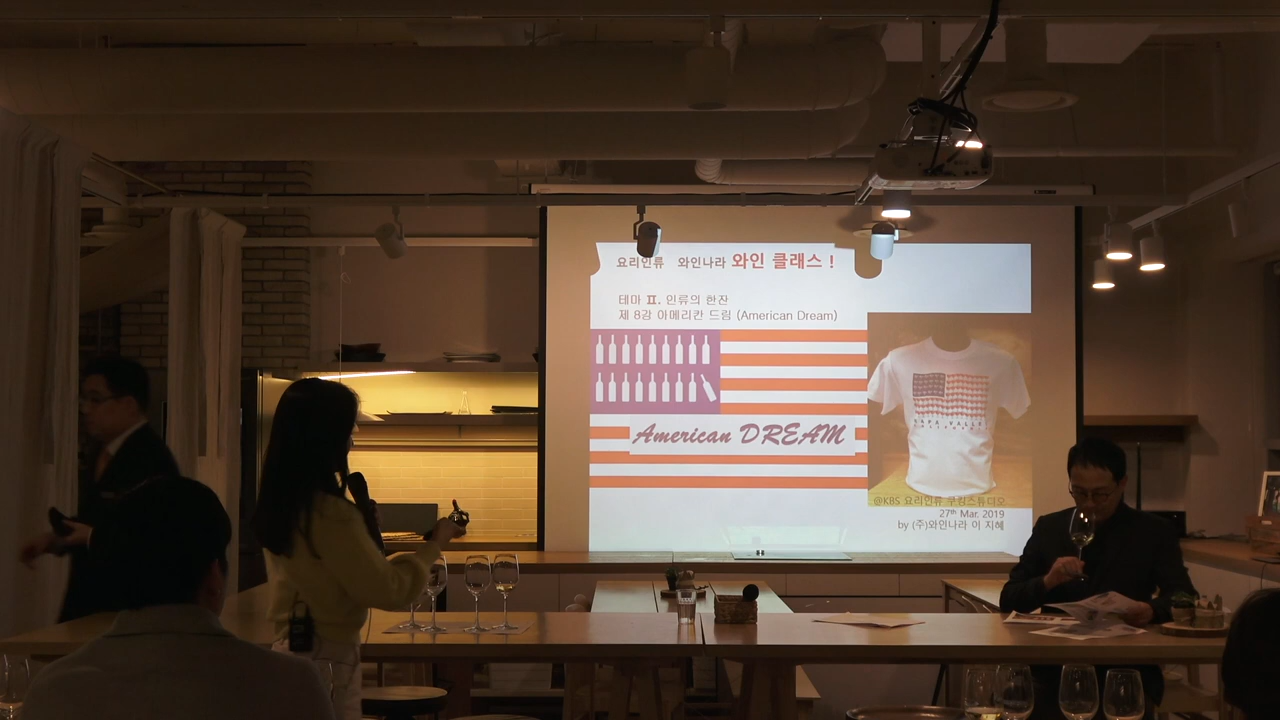 요리인류 와인나라 와인 클래스 !
테마 Ⅱ. 인류의 한잔
제 8강 아메리칸 드림 (American Dream)
American DREAM
NAPA VALLEY
@KBS 요리인류 쿠킹스튜디오
27th Mar. 2019
by (주)와인나라 이 지혜